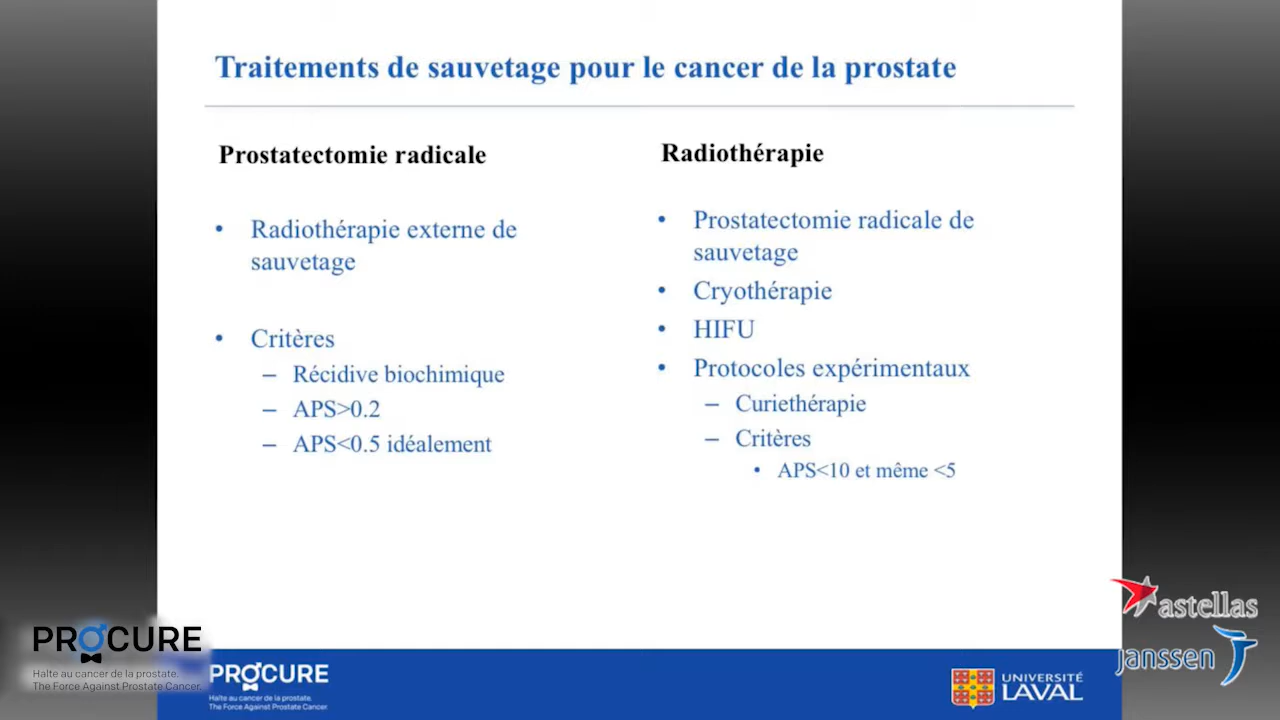 Traitements de sauvetage pour le cancer de la prostate
Prostatectomie radicale
• Radiothérapie externe de
sauvetage
• Critères
– Récidive biochimique
– APS>0.2
– APS<0.5 idéalement
Radiothérapie
• Prostatectomie radicale de
sauvetage
• Cryothérapie
• HIFU
• Protocoles expérimentaux
– Curiethérapie
– Critères
• APS<10 et même <5
PROCURE
Halte au cancer de la prostate.
The Force Against Prostate Cancer.
PROCURE
Halte au cancer de la prostate.
The Force Against Prostate Cancer.
UNIVERSITÉ
LAVAL
astellas
janssen